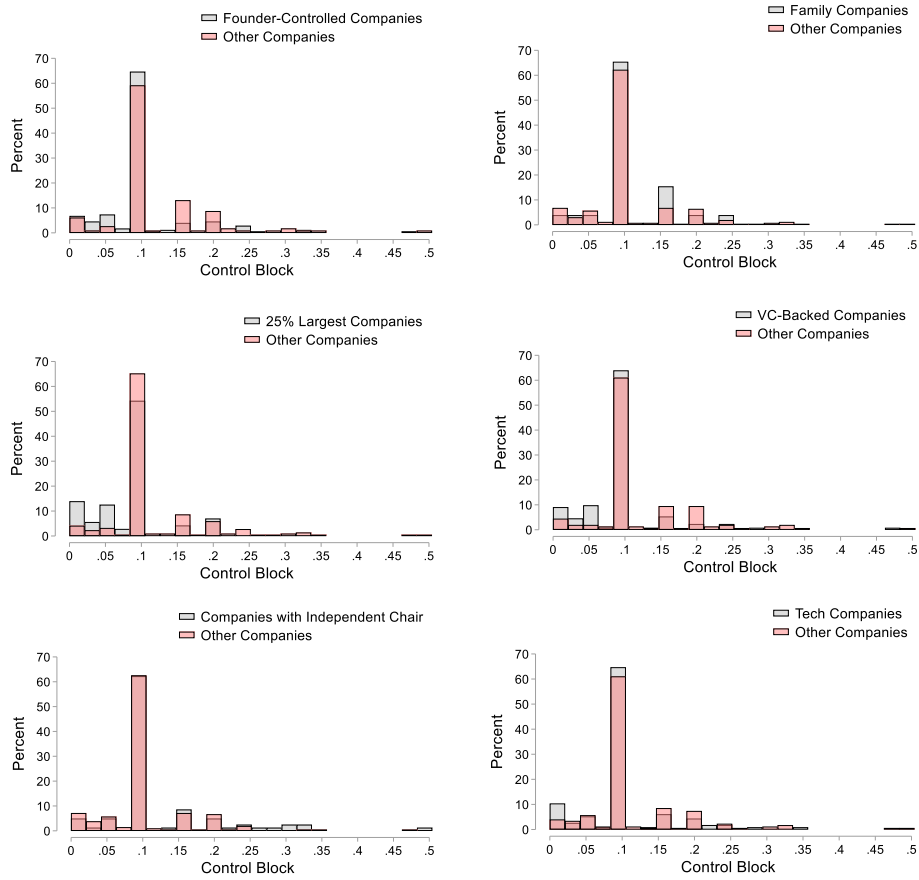 Founder-Controlled Companies
Other Companies
70
60
50
40
30
20
10
0
Percent
0 .05 .1 .15 .2 .25 .3 .35 .4 .45 .5
Control Block
Family Companies
Other Companies
70
60
50
40
30
20
10
0
Percent
0 .05 .1 .15 .2 .25 .3 .35 .4 .45 .5
Control Block
25% Largest Companies
Other Companies
70
60
50
40
30
20
10
0
Percent
0 .05 .1 .15 .2 .25 .3 .35 .4 .45 .5
Control Block
VC-Backed Companies
Other Companies
70
60
50
40
30
20
10
0
Percent
0 .05 .1 .15 .2 .25 .3 .35 .4 .45 .5
Control Block
Companies with Independent Chair
Other Companies
70
60
50
40
30
20
10
0
Percent
0 .05 .1 .15 .2 .25 .3 .35 .4 .45 .5
Control Block
Tech Companies
Other Companies
70
60
50
40
30
20
10
0
Percent
0 .05 .1 .15 .2 .25 .3 .35 .4 .45 .5
Control Block